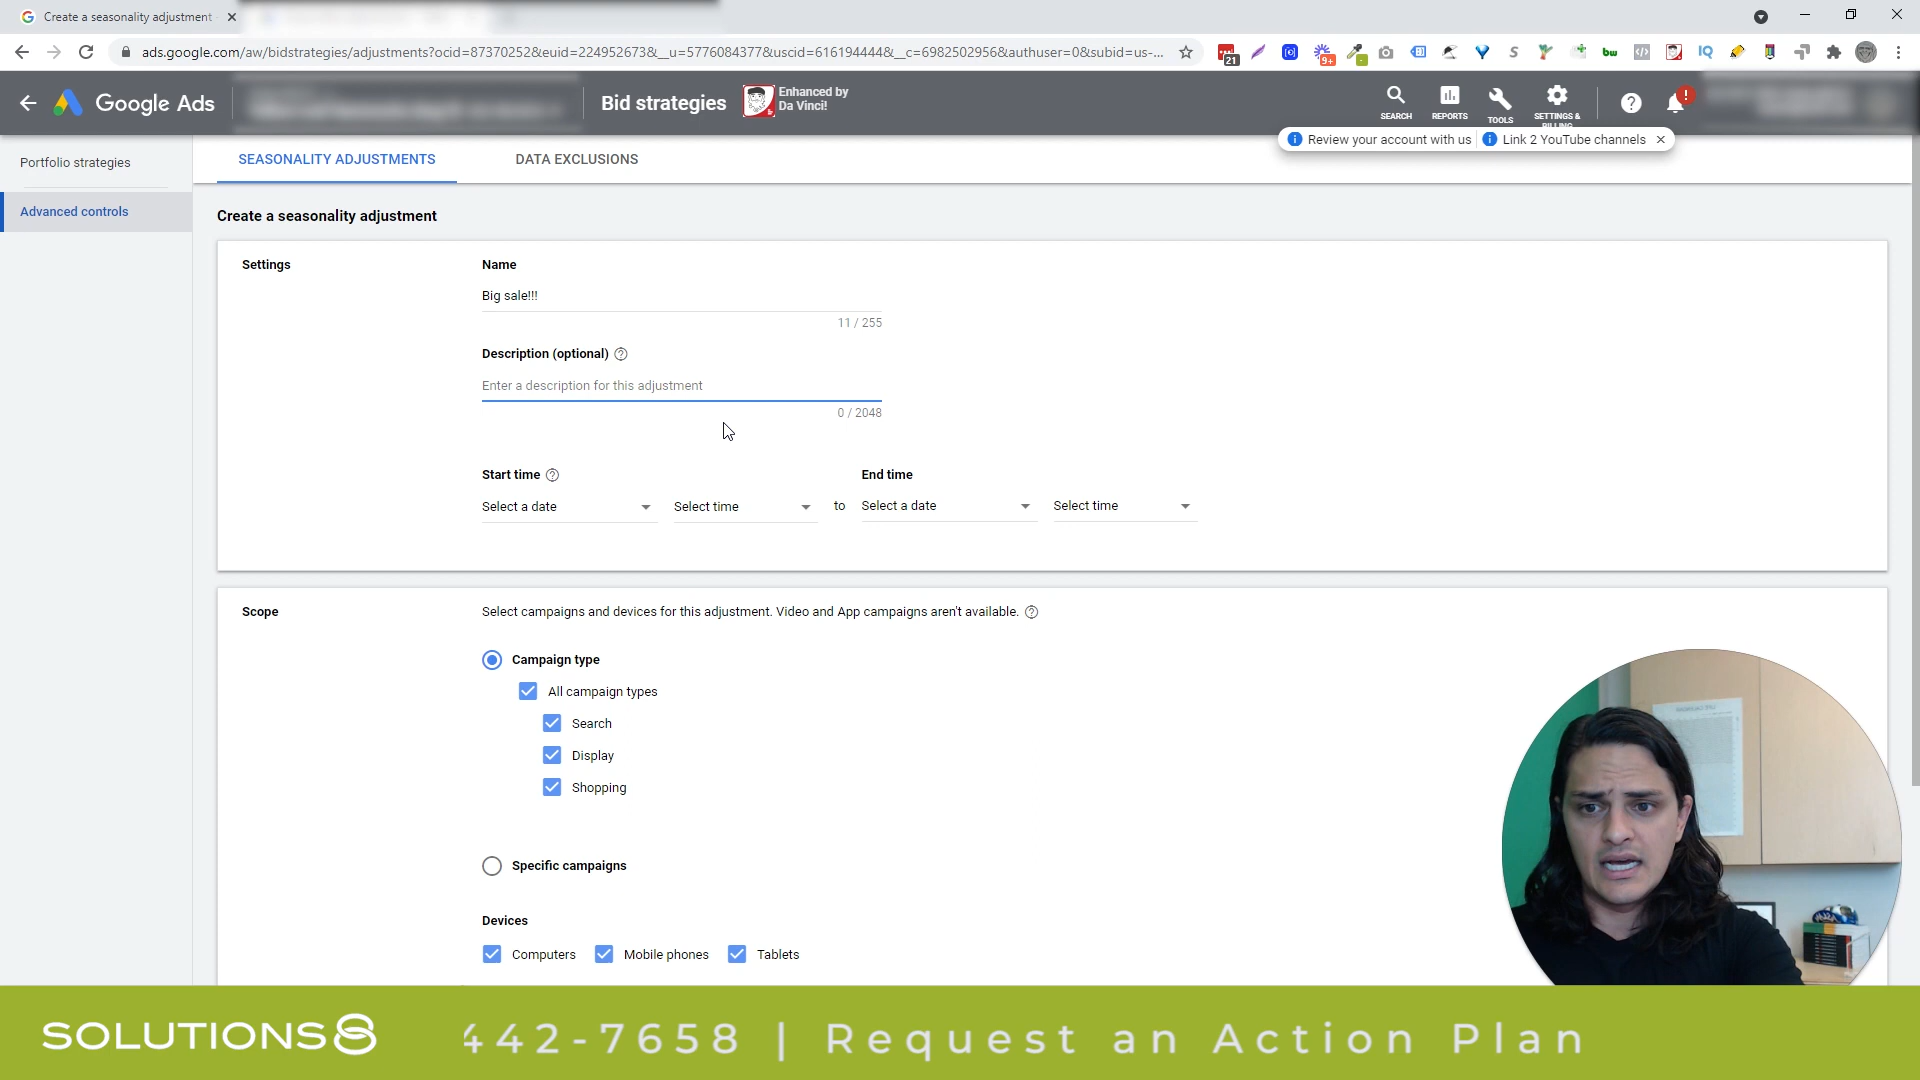 Create a seasonality adjustment
ads.google.com/aw/bidstrategies/adjustments?ocid=87370252&euid=224952673&__u=5776084377&uscid=616194444&__c=6982502956&authuser=0&subid=us-...
21
9+
bw
IQ
Google Ads
Bid strategies
Enhanced by
Da Vinci!
SEARCH
REPORTS
TOOLS
SETTINGS &
BILLING
Review your account with us
Link 2 YouTube channels
Portfolio strategies
Advanced controls
SEASONALITY ADJUSTMENTS
DATA EXCLUSIONS
Create a seasonality adjustment
Settings
Name
Big sale!!!
11 / 255
Description (optional)
Enter a description for this adjustment
0 / 2048
Start time
End time
Select a date
Select time
to
Select a date
Select time
Scope
Select campaigns and devices for this adjustment. Video and App campaigns aren't available.
Campaign type
All campaign types
Search
Display
Shopping
Specific campaigns
Devices
Computers
Mobile phones
Tablets
SOLUTIONS8
442-7658 | Request an Action Plan